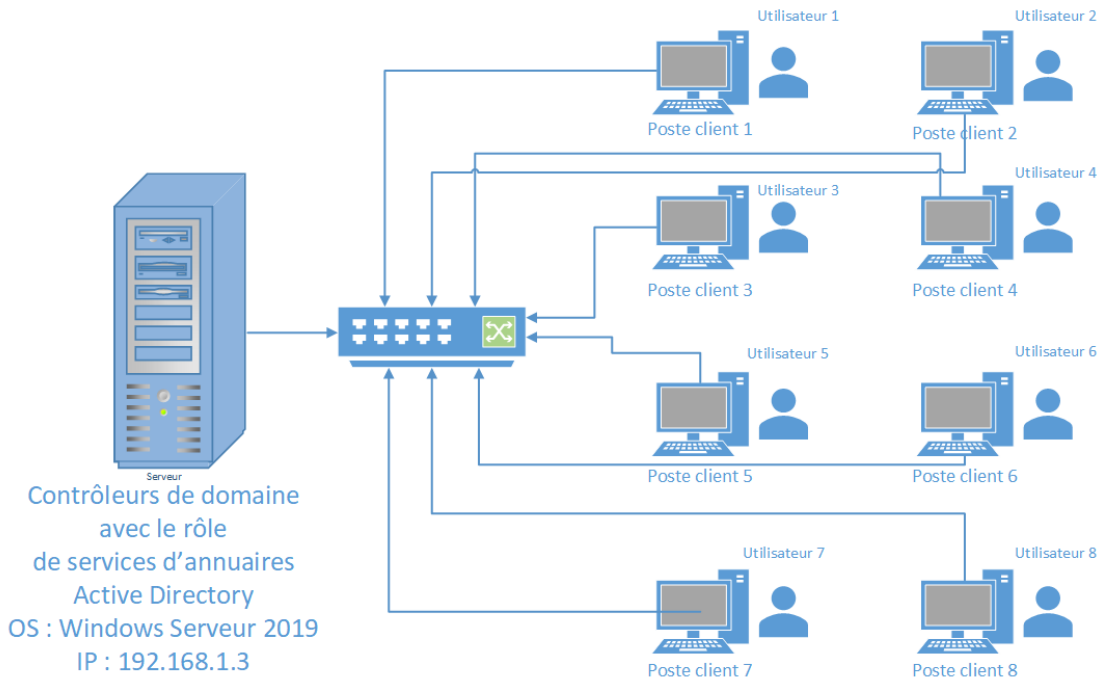 Utilisateur 1
Utilisateur 2
Poste client 1
Poste client 2
Utilisateur 3
Utilisateur 4
Poste client 3
Poste client 4
Utilisateur 5
Utilisateur 6
Poste client 5
Poste client 6
Serveur
Contrôleurs de domaine
avec le rôle
de services d’annuaires
Active Directory
OS : Windows Serveur 2019
IP : 192.168.1.3
Utilisateur 7
Utilisateur 8
Poste client 7
Poste client 8